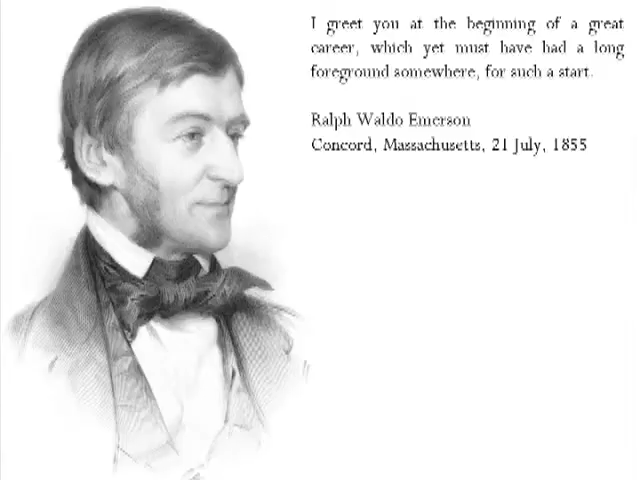 I greet you at the beginning of a great
career, which yet must have had a long
foreground somewhere, for such a start.
Ralph Waldo Emerson
Concord, Massachusetts, 21 July, 1855